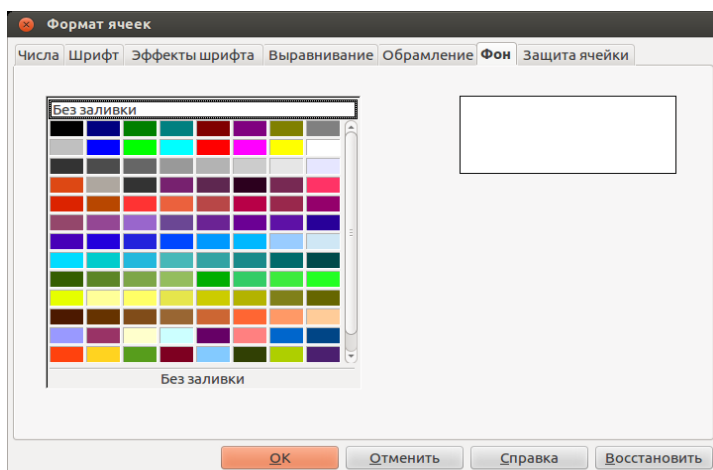 Формат ячеек
Числа Шрифт Эффекты шрифта Выравнивание Обрамление Фон Защита ячейки
Без заливки
Без заливки
OK Отменить Справка Восстановить